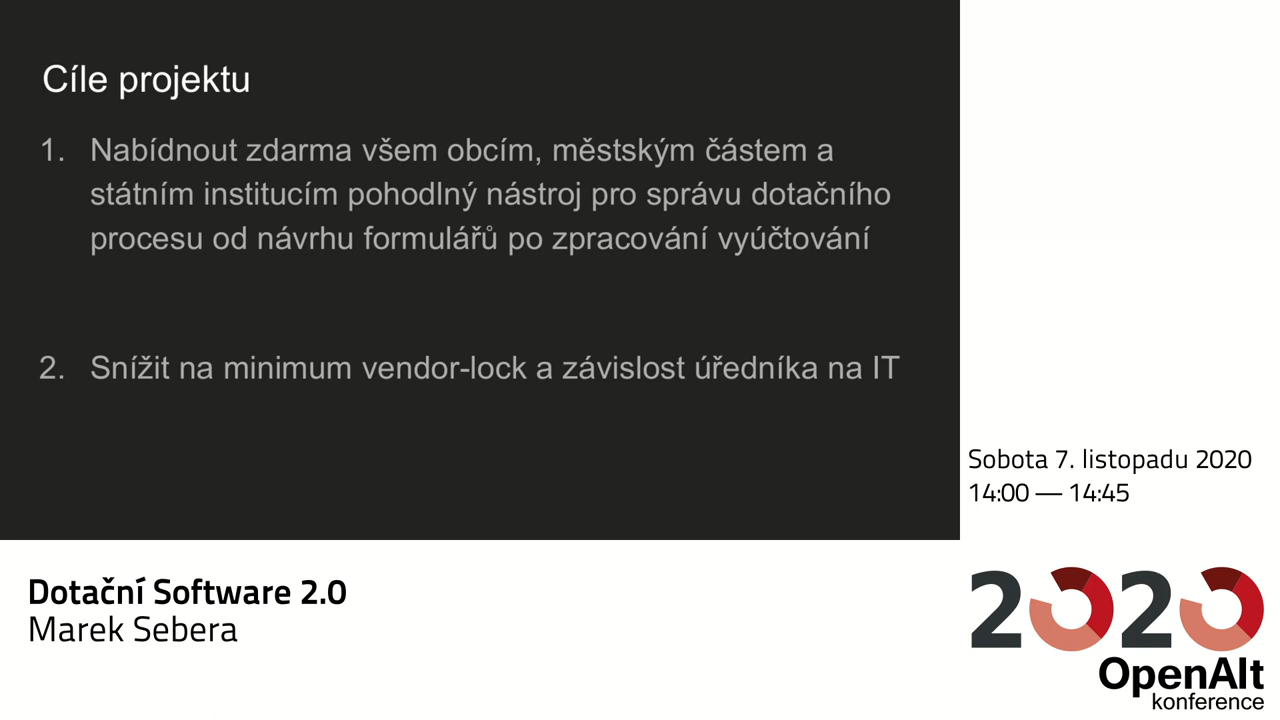 Cíle projektu
1. Nabídnout zdarma všem obcím, městským částem a
státním institucím pohodlný nástroj pro správu dotačního
procesu od návrhu formulářů po zpracování vyúčtování
2. Snížit na minimum vendor-lock a závislost úředníka na IT
Sobota 7. listopadu 2020
14:00 — 14:45
Dotační Software 2.0
Marek Sebera
2020
OpenAlt
konference